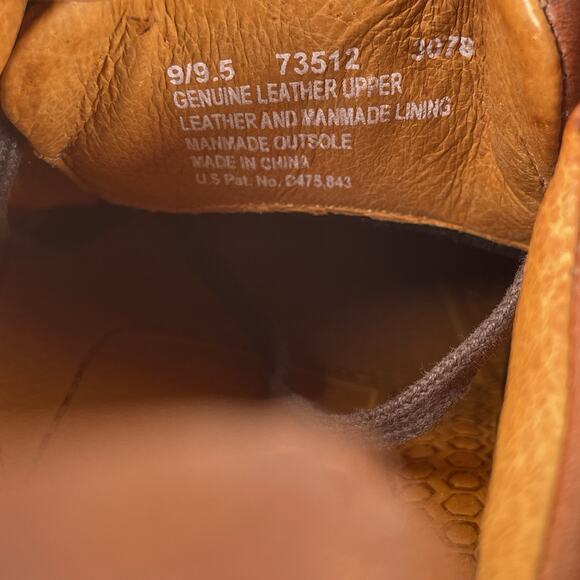 9/9.5 73512 3078
GENUINE LEATHER UPPER
LEATHER AND MANMADE LINING
MANMADE OUTSOLE
MADE IN CHINA
U.S Pat. No. D475,843